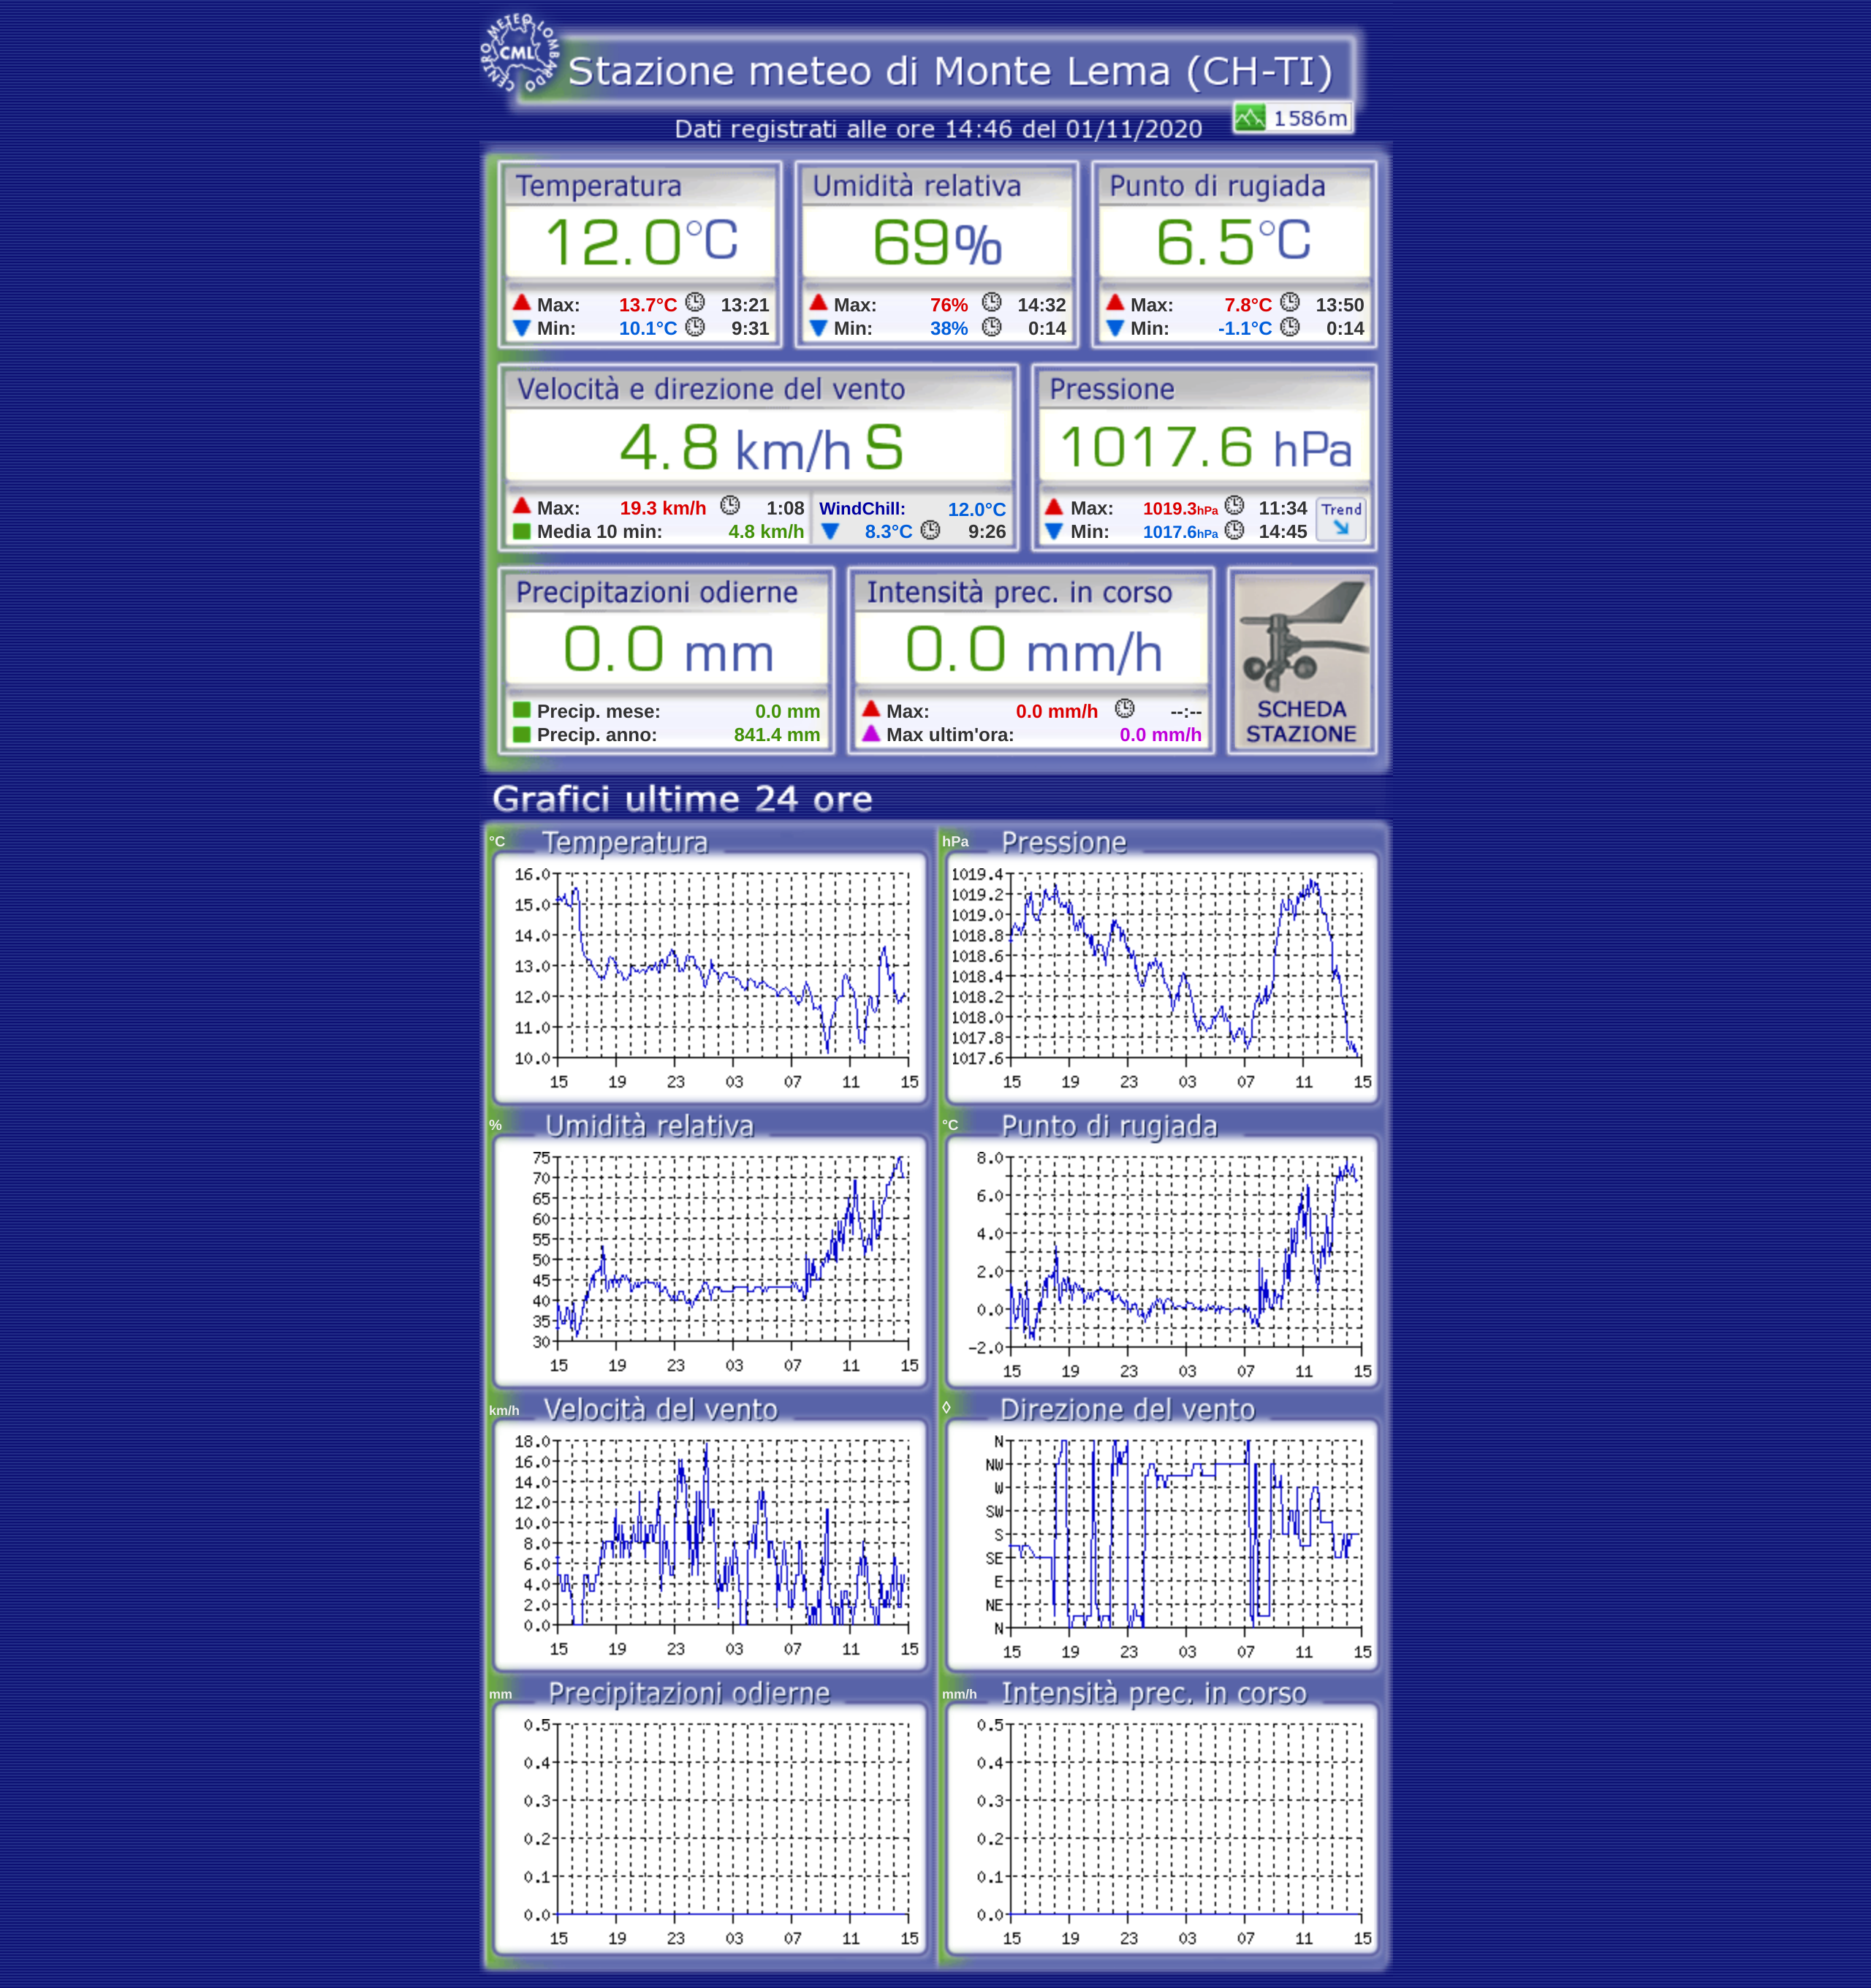 CENTRO METEO LOMBARDO
CML
Stazione meteo di Monte Lema (CH-TI)
1586m
Dati registrati alle ore 14:46 del 01/11/2020
Temperatura
12.0°C
Max: 13.7°C 13:21
Min: 10.1°C 9:31
Umidità relativa
69%
Max: 76% 14:32
Min: 38% 0:14
Punto di rugiada
6.5°C
Max: 7.8°C 13:50
Min: -1.1°C 0:14
Velocità e direzione del vento
4.8 km/h S
Max: 19.3 km/h 1:08
Media 10 min: 4.8 km/h
WindChill: 12.0°C
8.3°C 9:26
Pressione
1017.6 hPa
Max: 1019.3hPa 11:34
Min: 1017.6hPa 14:45
Trend
Precipitazioni odierne
0.0 mm
Precip. mese: 0.0 mm
Precip. anno: 841.4 mm
Intensità prec. in corso
0.0 mm/h
Max: 0.0 mm/h --:--
Max ultim'ora: 0.0 mm/h
SCHEDA
STAZIONE
Grafici ultime 24 ore
°C Temperatura
16.0
15.0
14.0
13.0
12.0
11.0
10.0
15 19 23 03 07 11 15
hPa Pressione
1019.4
1019.2
1019.0
1018.8
1018.6
1018.4
1018.2
1018.0
1017.8
1017.6
15 19 23 03 07 11 15
% Umidità relativa
75
70
65
60
55
50
45
40
35
30
15 19 23 03 07 11 15
°C Punto di rugiada
8.0
6.0
4.0
2.0
0.0
-2.0
15 19 23 03 07 11 15
km/h Velocità del vento
18.0
16.0
14.0
12.0
10.0
8.0
6.0
4.0
2.0
0.0
15 19 23 03 07 11 15
◊ Direzione del vento
N
NW
W
SW
S
SE
E
NE
N
15 19 23 03 07 11 15
mm Precipitazioni odierne
0.5
0.4
0.3
0.2
0.1
0.0
15 19 23 03 07 11 15
mm/h Intensità prec. in corso
0.5
0.4
0.3
0.2
0.1
0.0
15 19 23 03 07 11 15